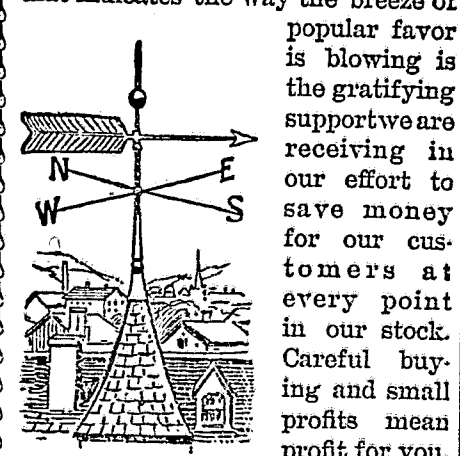 that indicates the way the breeze of
popular favor
is blowing is
the gratifying
support we are
receiving in
our effort to
save money
for our cus-
tomers at
every point
in our stock.
Careful buy-
ing and small
profits mean
profit for you.
N E
W S